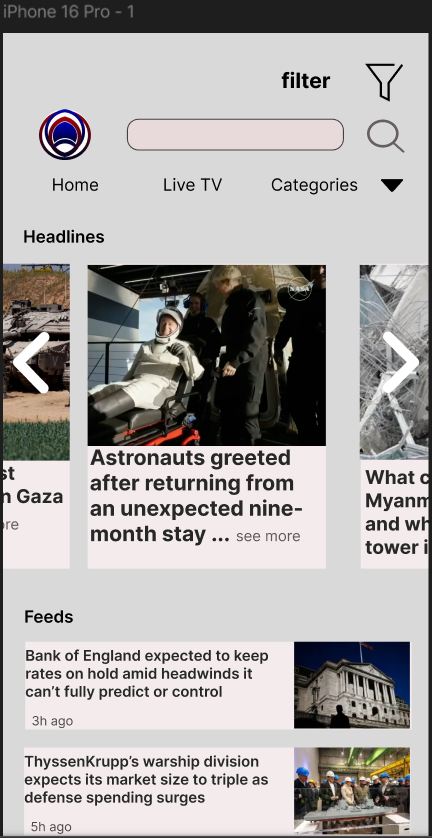 iPhone 16 Pro - 1
filter
Home
Live TV
Categories
Headlines
NASA
Astronauts greeted
after returning from
an unexpected nine-
month stay ... see more
st
n Gaza
ore
What c
Myanm
and wh
tower i
Feeds
Bank of England expected to keep
rates on hold amid headwinds it
can't fully predict or control
3h ago
ThyssenKrupp's warship division
expects its market size to triple as
defense spending surges
5h ago